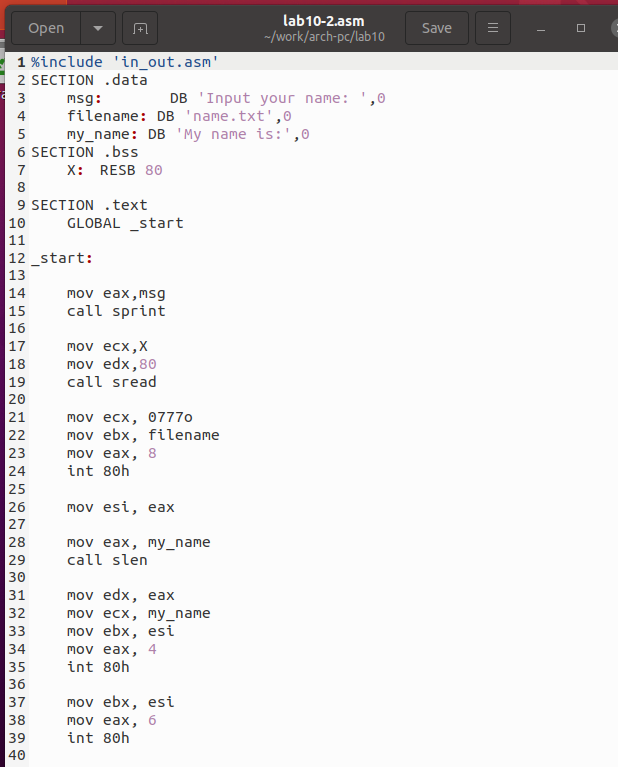 Open
lab10-2.asm
~/work/arch-pc/lab10
Save
1 %include 'in_out.asm'
2 SECTION .data
3     msg:        DB 'Input your name: ',0
4     filename: DB 'name.txt',0
5     my_name: DB 'My name is:',0
6 SECTION .bss
7     X:  RESB 80
8
9 SECTION .text
10     GLOBAL _start
11
12 _start:
13
14     mov eax,msg
15     call sprint
16
17     mov ecx,X
18     mov edx,80
19     call sread
20
21     mov ecx, 0777o
22     mov ebx, filename
23     mov eax, 8
24     int 80h
25
26     mov esi, eax
27
28     mov eax, my_name
29     call slen
30
31     mov edx, eax
32     mov ecx, my_name
33     mov ebx, esi
34     mov eax, 4
35     int 80h
36
37     mov ebx, esi
38     mov eax, 6
39     int 80h
40